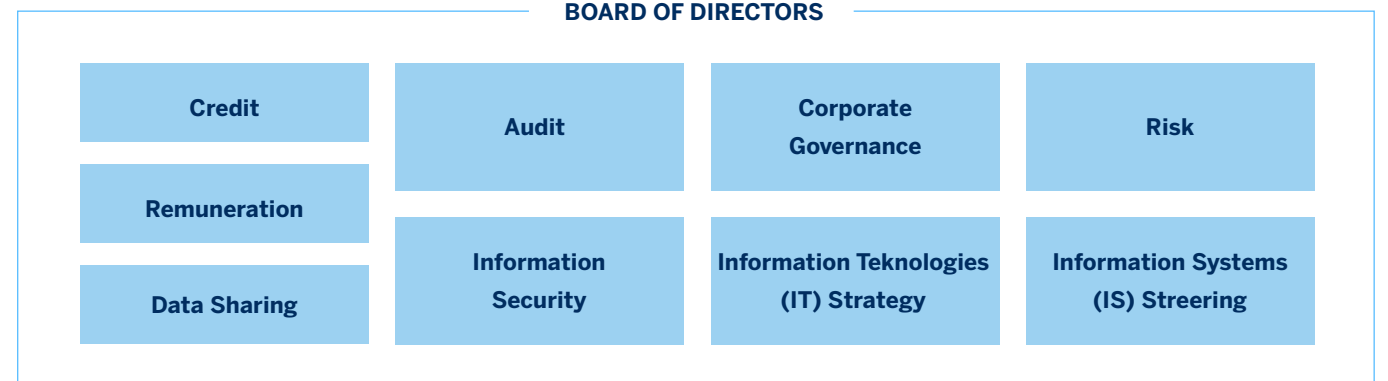 BOARD OF DIRECTORS
Credit
Remuneration
Data Sharing
Audit
Information
Security
Corporate
Governance
Information Teknologies
(IT) Strategy
Risk
Information Systems
(IS) Streering